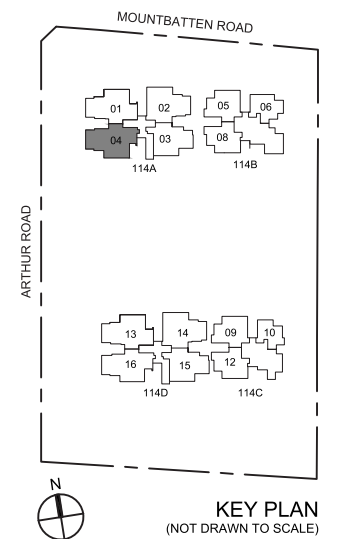 MOUNTBATTEN ROAD
ARTHUR ROAD
01 02 05 06
04 03 08
114A 114B
13 14 09 10
16 15 12
114D 114C
N
KEY PLAN
(NOT DRAWN TO SCALE)